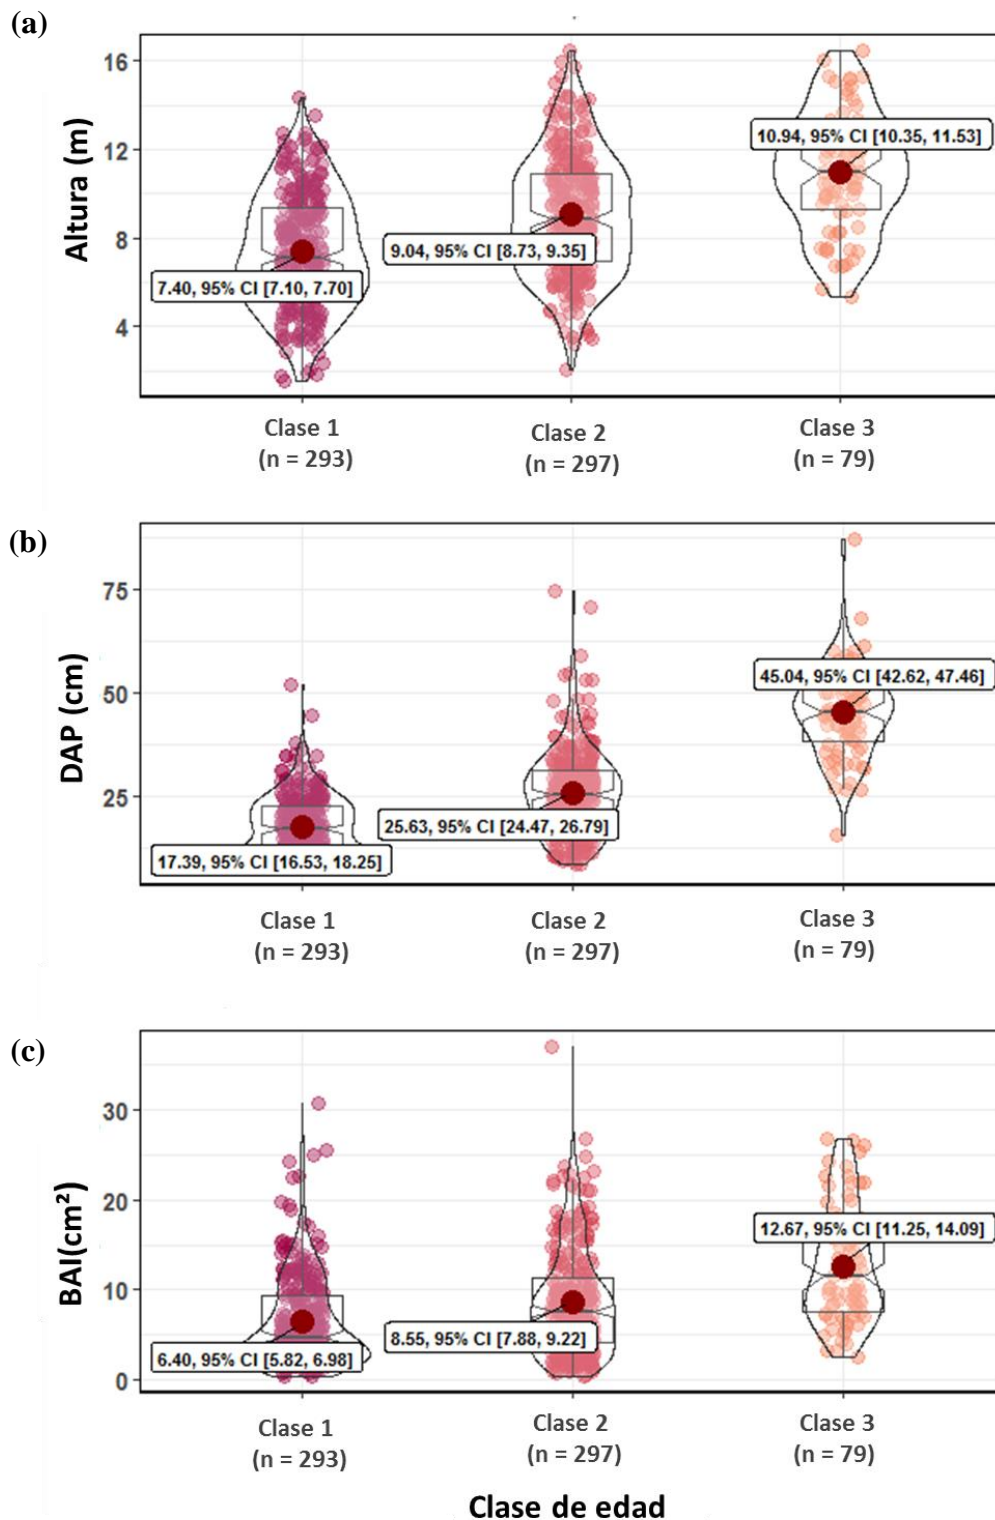 (a)
Altura (m)
16
12
8
4
10.94, 95% CI [10.35, 11.53]
9.04, 95% CI [8.73, 9.35]
7.40, 95% CI [7.10, 7.70]
Clase 1
(n = 293)
Clase 2
(n = 297)
Clase 3
(n = 79)
(b)
DAP (cm)
75
50
25
45.04, 95% CI [42.62, 47.46]
25.63, 95% CI [24.47, 26.79]
17.39, 95% CI [16.53, 18.25]
Clase 1
(n = 293)
Clase 2
(n = 297)
Clase 3
(n = 79)
(c)
BAI(cm²)
30
20
10
0
12.67, 95% CI [11.25, 14.09]
8.55, 95% CI [7.88, 9.22]
6.40, 95% CI [5.82, 6.98]
Clase 1
(n = 293)
Clase 2
(n = 297)
Clase 3
(n = 79)
Clase de edad